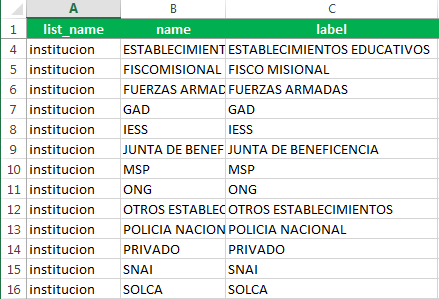 A B C
1 list_name name label
4 institucion ESTABLECIMIENT ESTABLECIMIENTOS EDUCATIVOS
5 institucion FISCOMISIONAL FISCO MISIONAL
6 institucion FUERZAS ARMAD FUERZAS ARMADAS
7 institucion GAD GAD
8 institucion IESS IESS
9 institucion JUNTA DE BENEF JUNTA DE BENEFICENCIA
10 institucion MSP MSP
11 institucion ONG ONG
12 institucion OTROS ESTABLEC OTROS ESTABLECIMIENTOS
13 institucion POLICIA NACION POLICIA NACIONAL
14 institucion PRIVADO PRIVADO
15 institucion SNAI SNAI
16 institucion SOLCA SOLCA